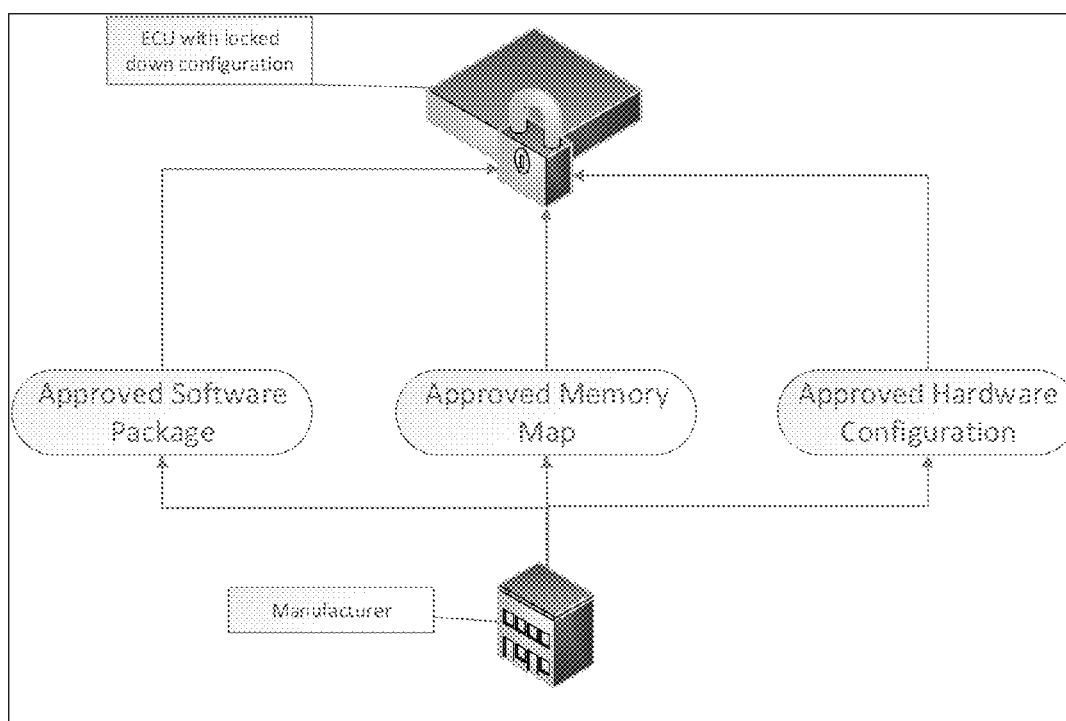 ECU with locked
down configuration
Approved Software
Package
Approved Memory
Map
Approved Hardware
Configuration
Manufacturer